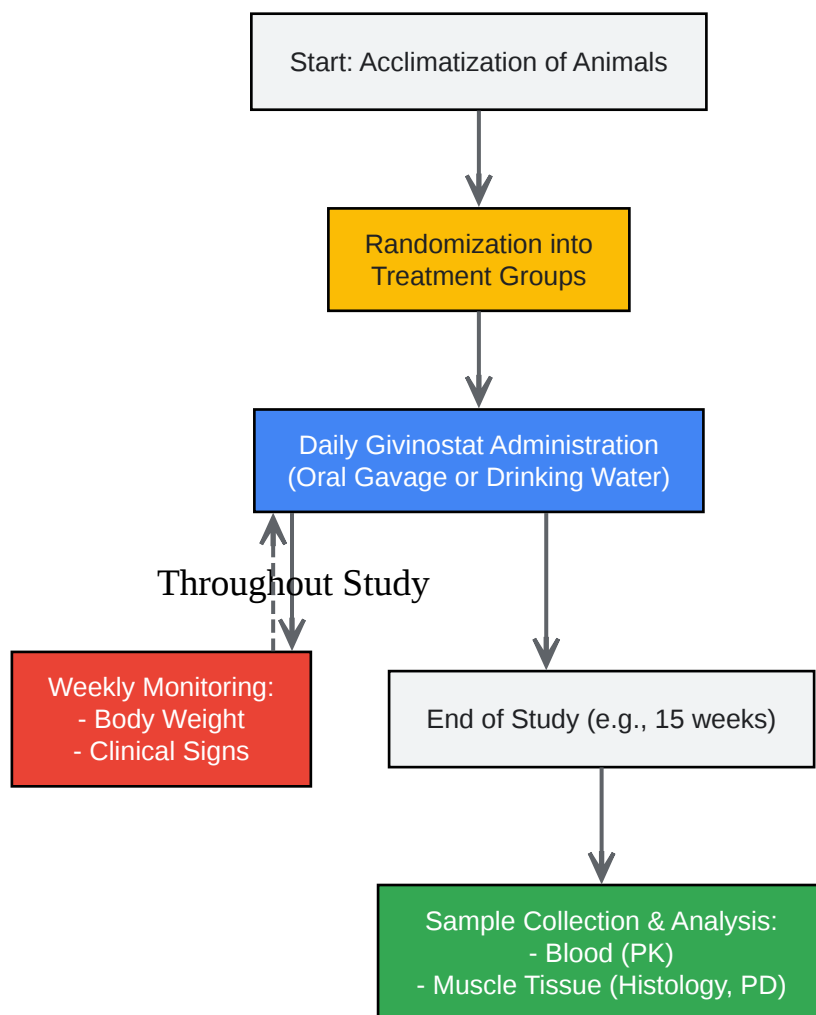 Start: Acclimatization of Animals
Randomization into
Treatment Groups
Daily Givinostat Administration
(Oral Gavage or Drinking Water)
Throughout Study
Weekly Monitoring:
- Body Weight
- Clinical Signs
End of Study (e.g., 15 weeks)
Sample Collection & Analysis:
- Blood (PK)
- Muscle Tissue (Histology, PD)